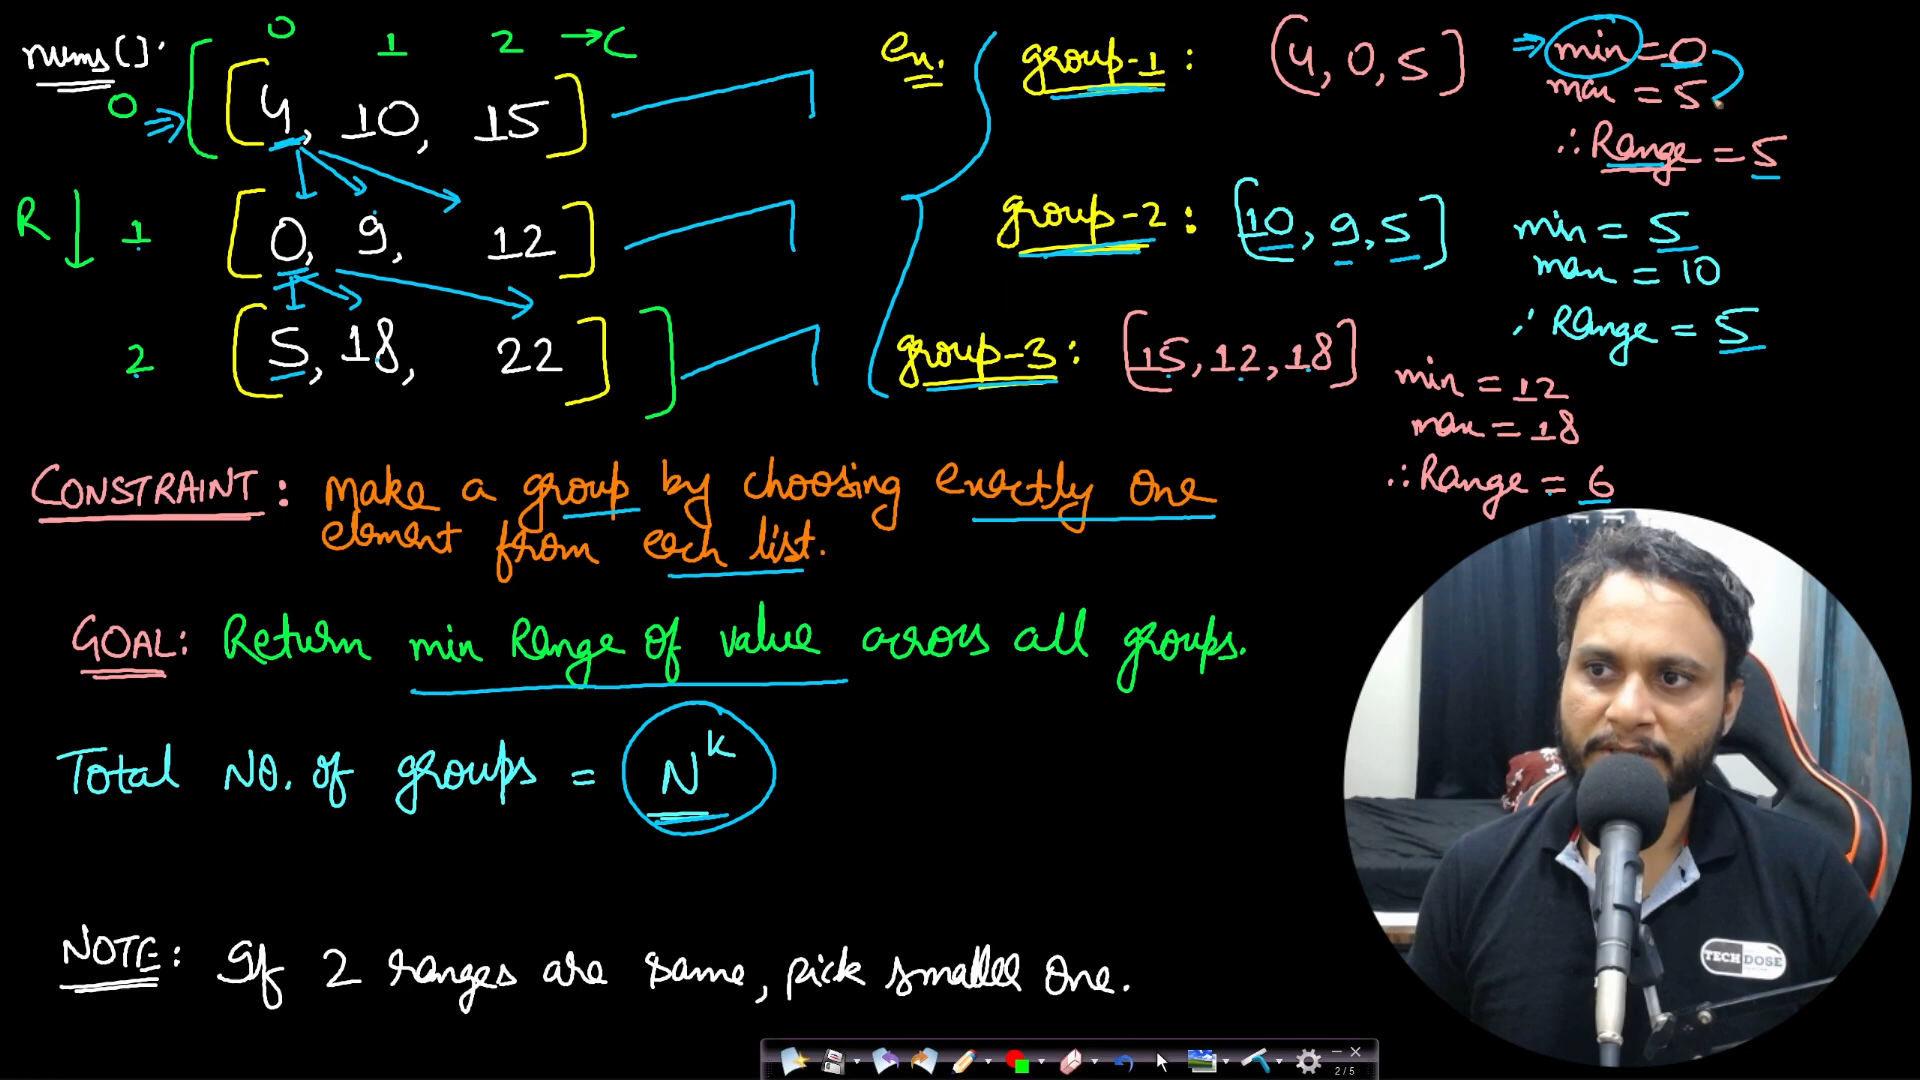 nums[]:
0 1 2 → C
0 [[4, 10, 15]
R ↓ 1 [0, 9, 12]
2 [5, 18, 22]]
en.
group-1 : [4, 0, 5]
min = 0
max = 5
∴ Range = 5
group-2 : [10, 9, 5]
min = 5
max = 10
∴ Range = 5
group-3 : [15, 12, 18]
min = 12
max = 18
∴ Range = 6
CONSTRAINT : make a group by choosing exactly one
element from each list.
GOAL: Return min Range of value across all groups.
Total NO. of groups = N^k
NOTE: If 2 ranges are same, pick smaller one.
TECH DOSE
2/5